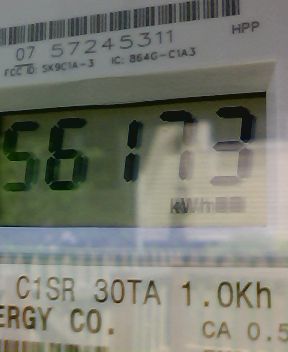 07 57245311
HPP
FCC ID: SK9C1A-3 IC: 864G-C1A3
56173
KWh
C1SR 30TA 1.0Kh
ERGY CO.
CA 0.5